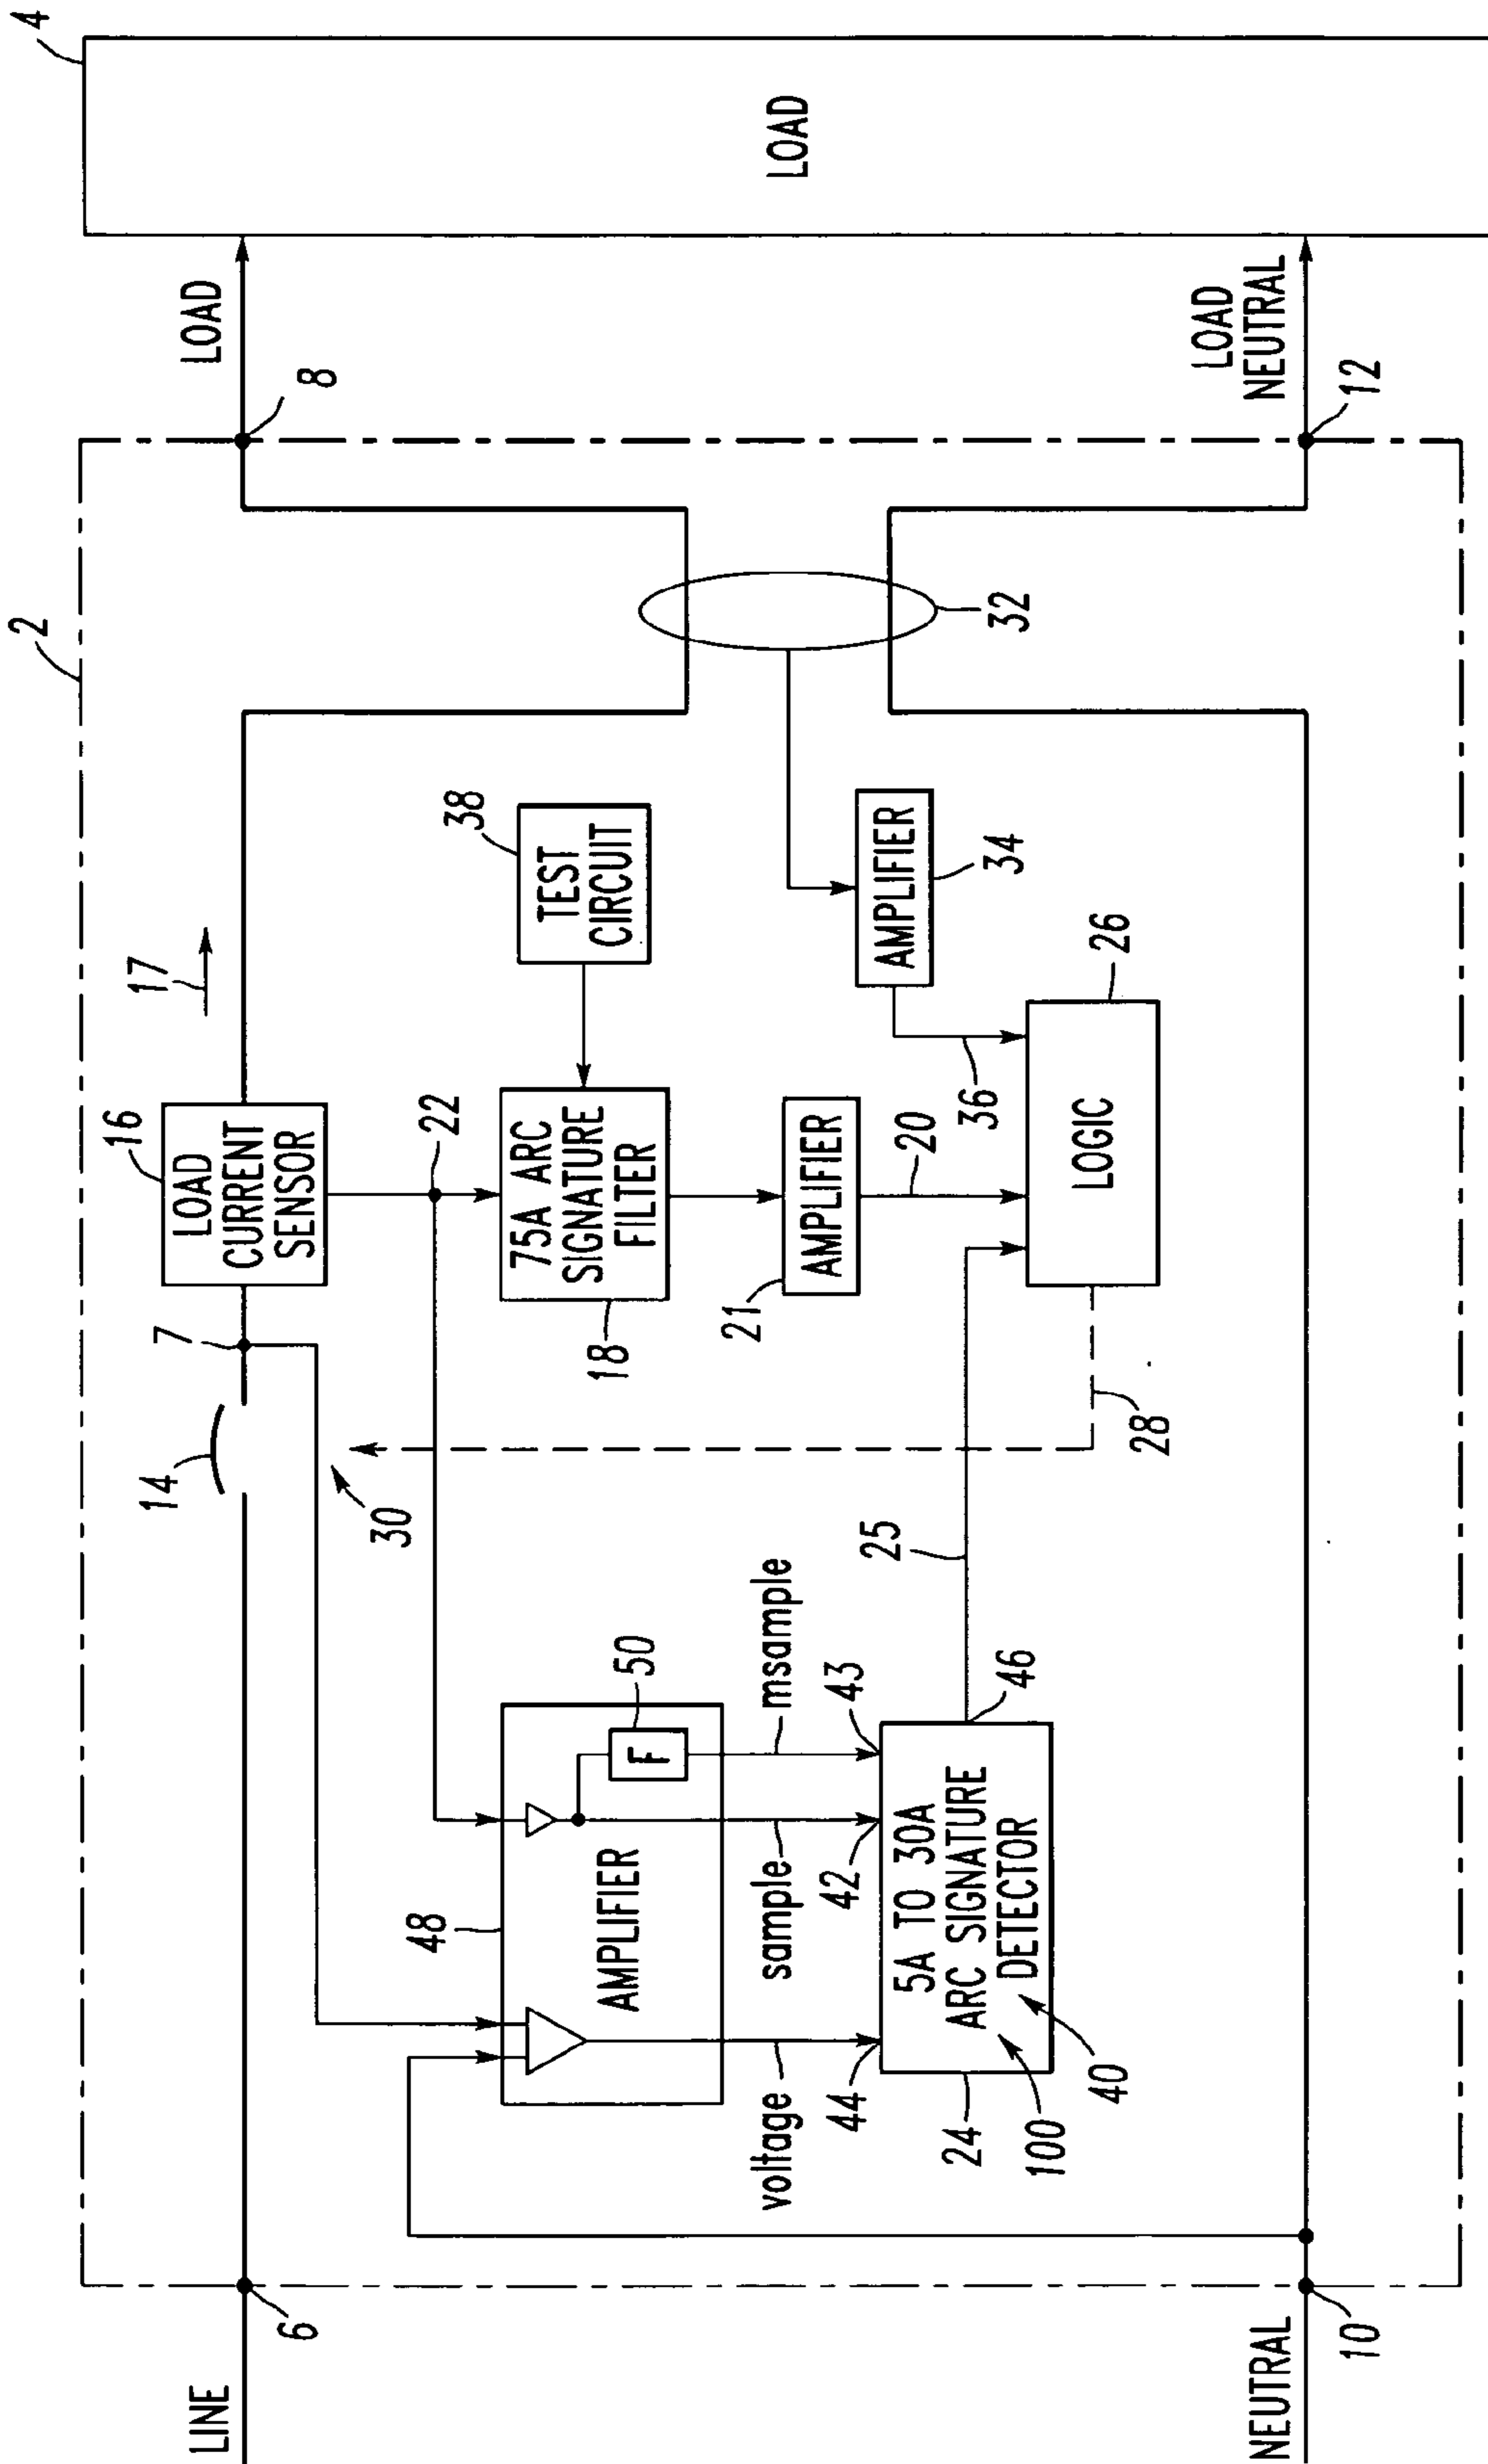 2
4
LINE
6
14
7
16
LOAD
CURRENT
SENSOR
17
LOAD
8
LOAD
30
22
48
AMPLIFIER
50
F
75A ARC
SIGNATURE
FILTER
18
38
TEST
CIRCUIT
voltage
sample
msample
21
AMPLIFIER
20
AMPLIFIER
34
32
44
42
43
24
5A TO 30A
ARC SIGNATURE
DETECTOR
100
40
46
25
28
LOGIC
26
36
NEUTRAL
10
12
LOAD
NEUTRAL